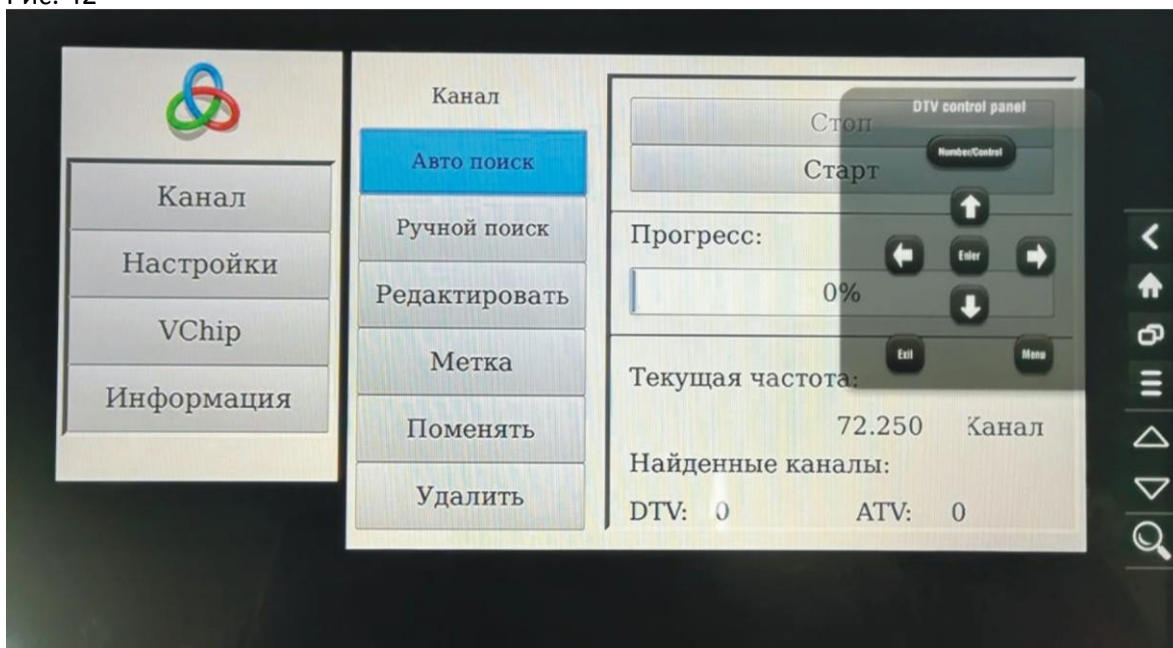 Рис. 42
Канал
Настройки
VChip
Информация
Канал
Авто поиск
Ручной поиск
Редактировать
Метка
Поменять
Удалить
Стоп
Старт
Прогресс:
0%
Текущая частота:
72.250 Канал
Найденные каналы:
DTV: 0 ATV: 0
DTV control panel
Number/Control
Enter
Exit
Menu